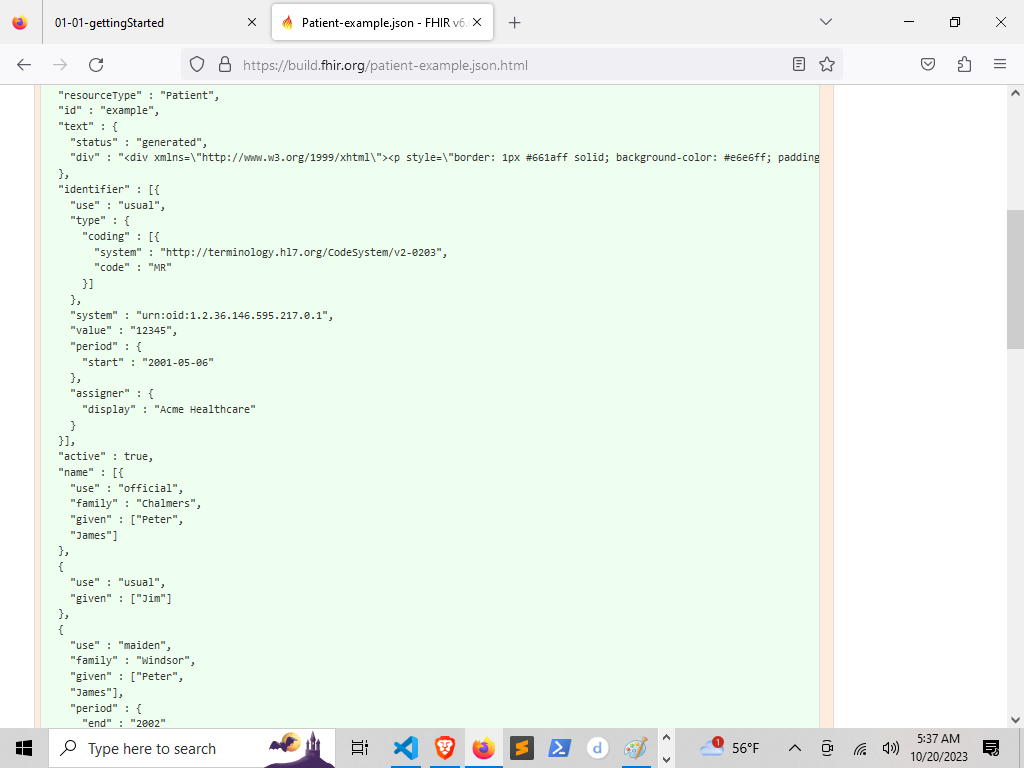 01-01-gettingStarted
Patient-example.json - FHIR v6.
https://build.fhir.org/patient-example.json.html
"resourceType" : "Patient",
"id" : "example",
"text" : {
"status" : "generated",
"div" : "<div xmlns=\"http://www.w3.org/1999/xhtml\"><p style=\"border: 1px #661aff solid; background-color: #e6e6ff; padding
},
"identifier" : [{
"use" : "usual",
"type" : {
"coding" : [{
"system" : "http://terminology.hl7.org/CodeSystem/v2-0203",
"code" : "MR"
}]
},
"system" : "urn:oid:1.2.36.146.595.217.0.1",
"value" : "12345",
"period" : {
"start" : "2001-05-06"
},
"assigner" : {
"display" : "Acme Healthcare"
}
}],
"active" : true,
"name" : [{
"use" : "official",
"family" : "Chalmers",
"given" : ["Peter",
"James"]
},
{
"use" : "usual",
"given" : ["Jim"]
},
{
"use" : "maiden",
"family" : "Windsor",
"given" : ["Peter",
"James"],
"period" : {
"end" : "2002"
Type here to search
d
1
56°F
5:37 AM
10/20/2023